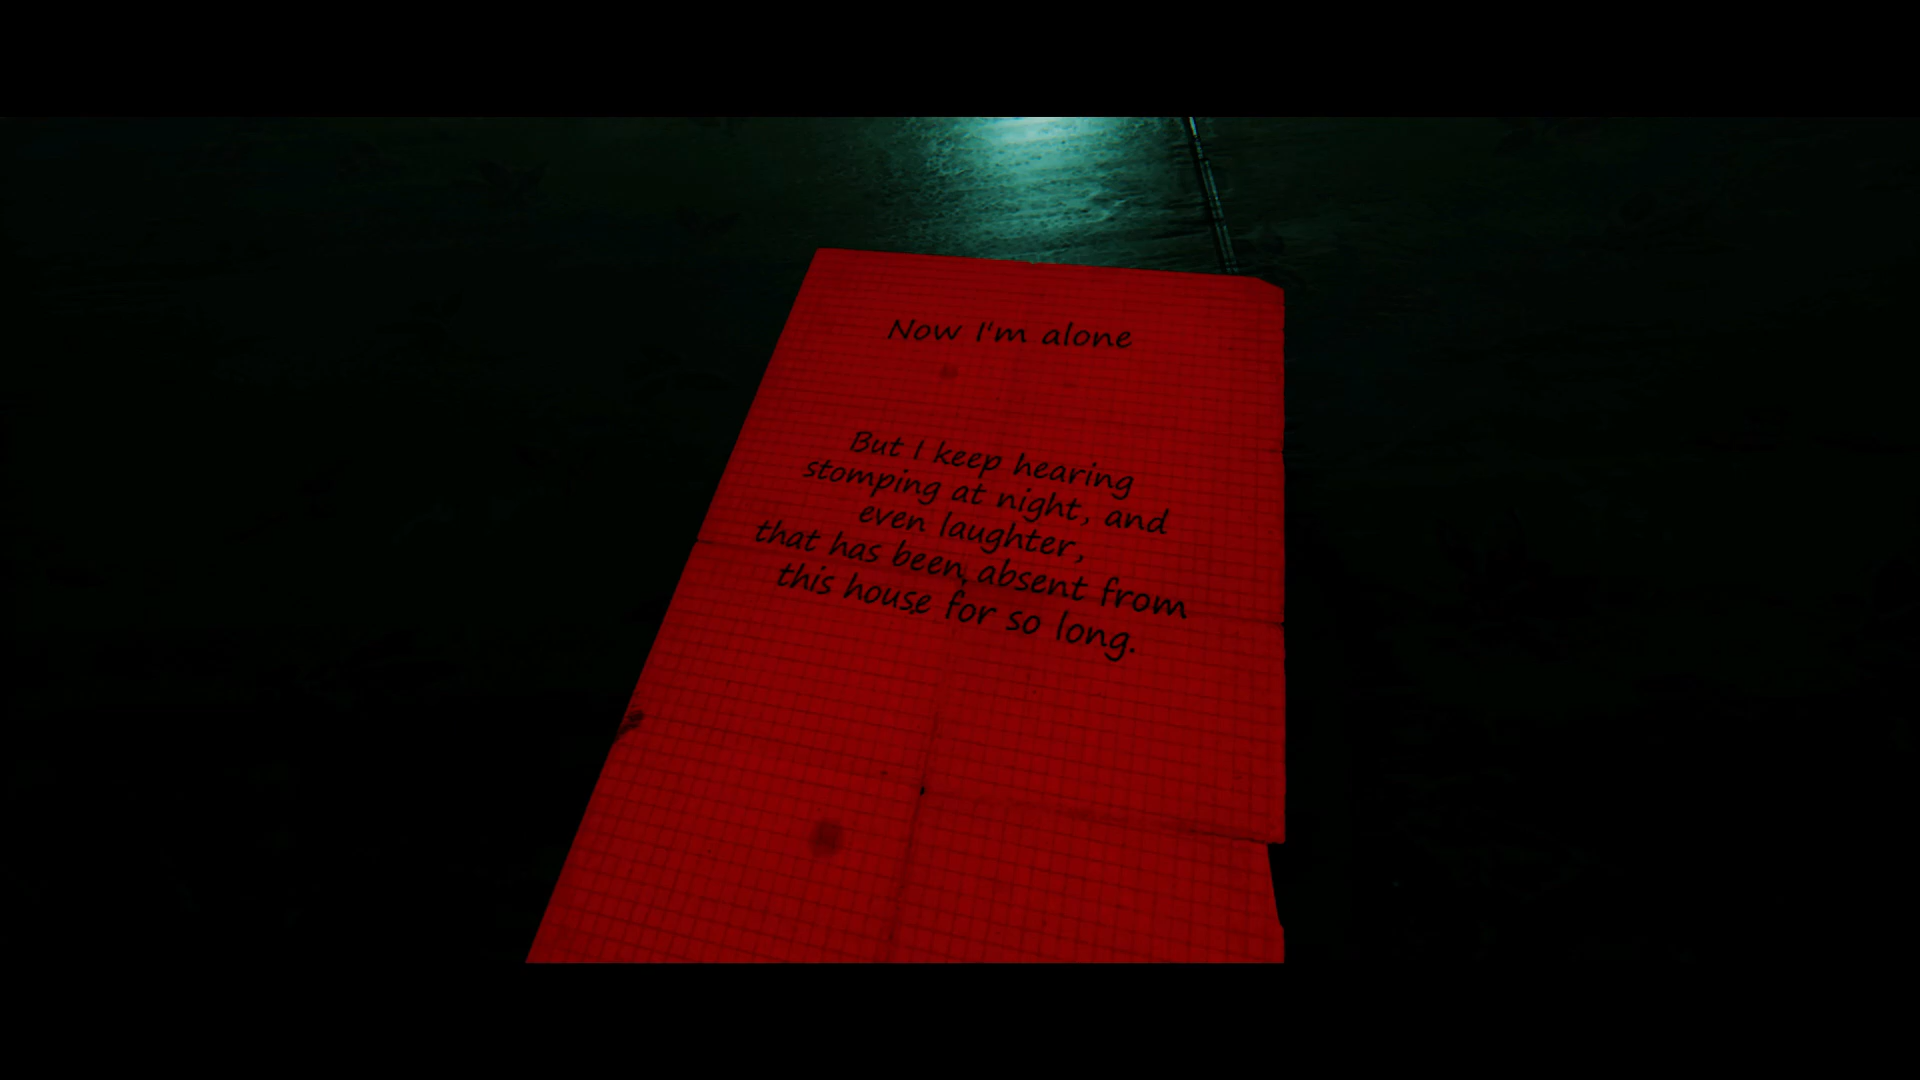 Now I'm alone
But I keep hearing
stomping at night, and
even laughter,
that has been absent from
this house for so long.